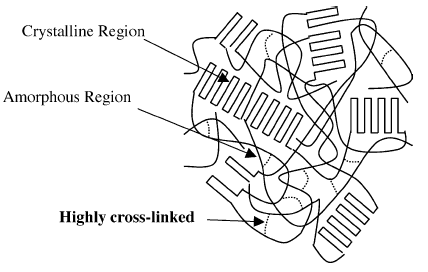 Crystalline Region
Amorphous Region
Highly cross-linked